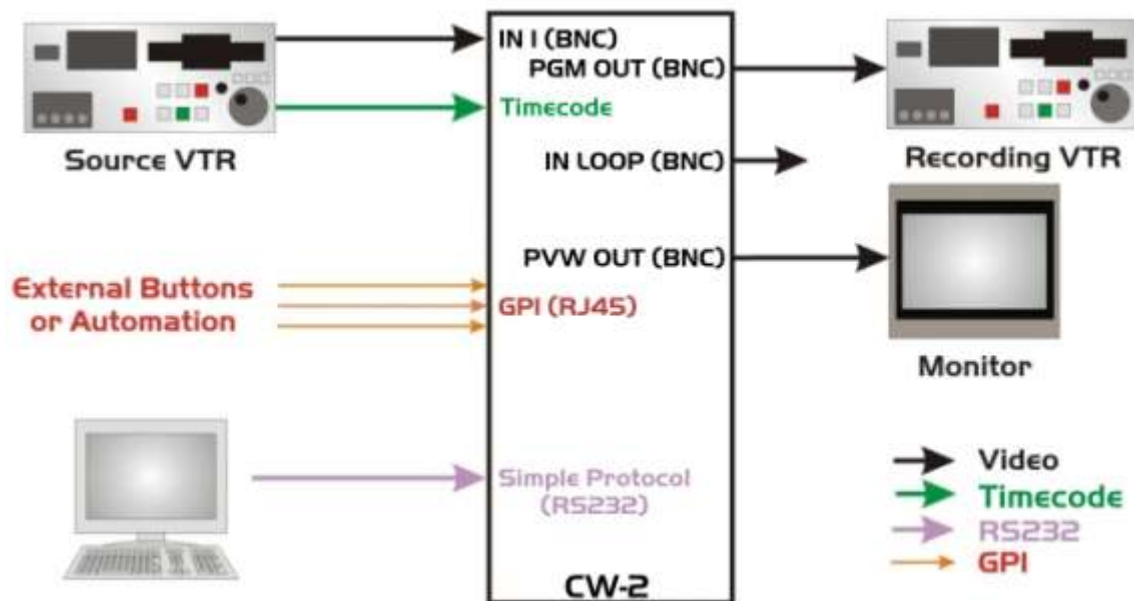 IN I (BNC)
PGM OUT (BNC)
Timecode
Source VTR
IN LOOP (BNC)
Recording VTR
PVW OUT (BNC)
External Buttons
or Automation
GPI (RJ45)
Monitor
Simple Protocol
(RS232)
Video
Timecode
RS232
GPI
CW-2